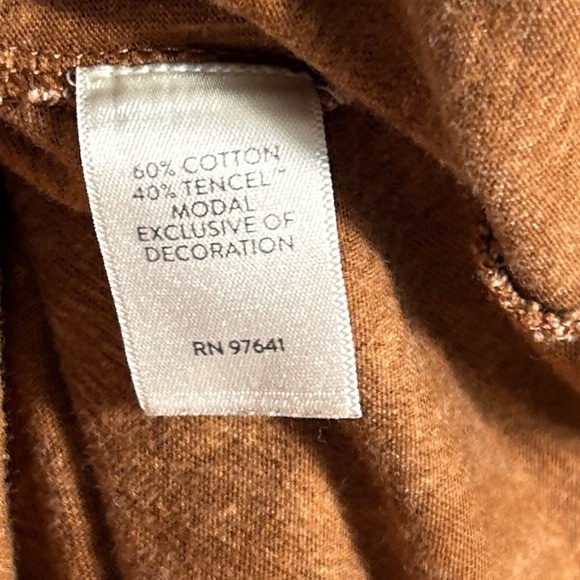 60% COTTON
40% TENCEL™
MODAL
EXCLUSIVE OF
DECORATION
RN 97641